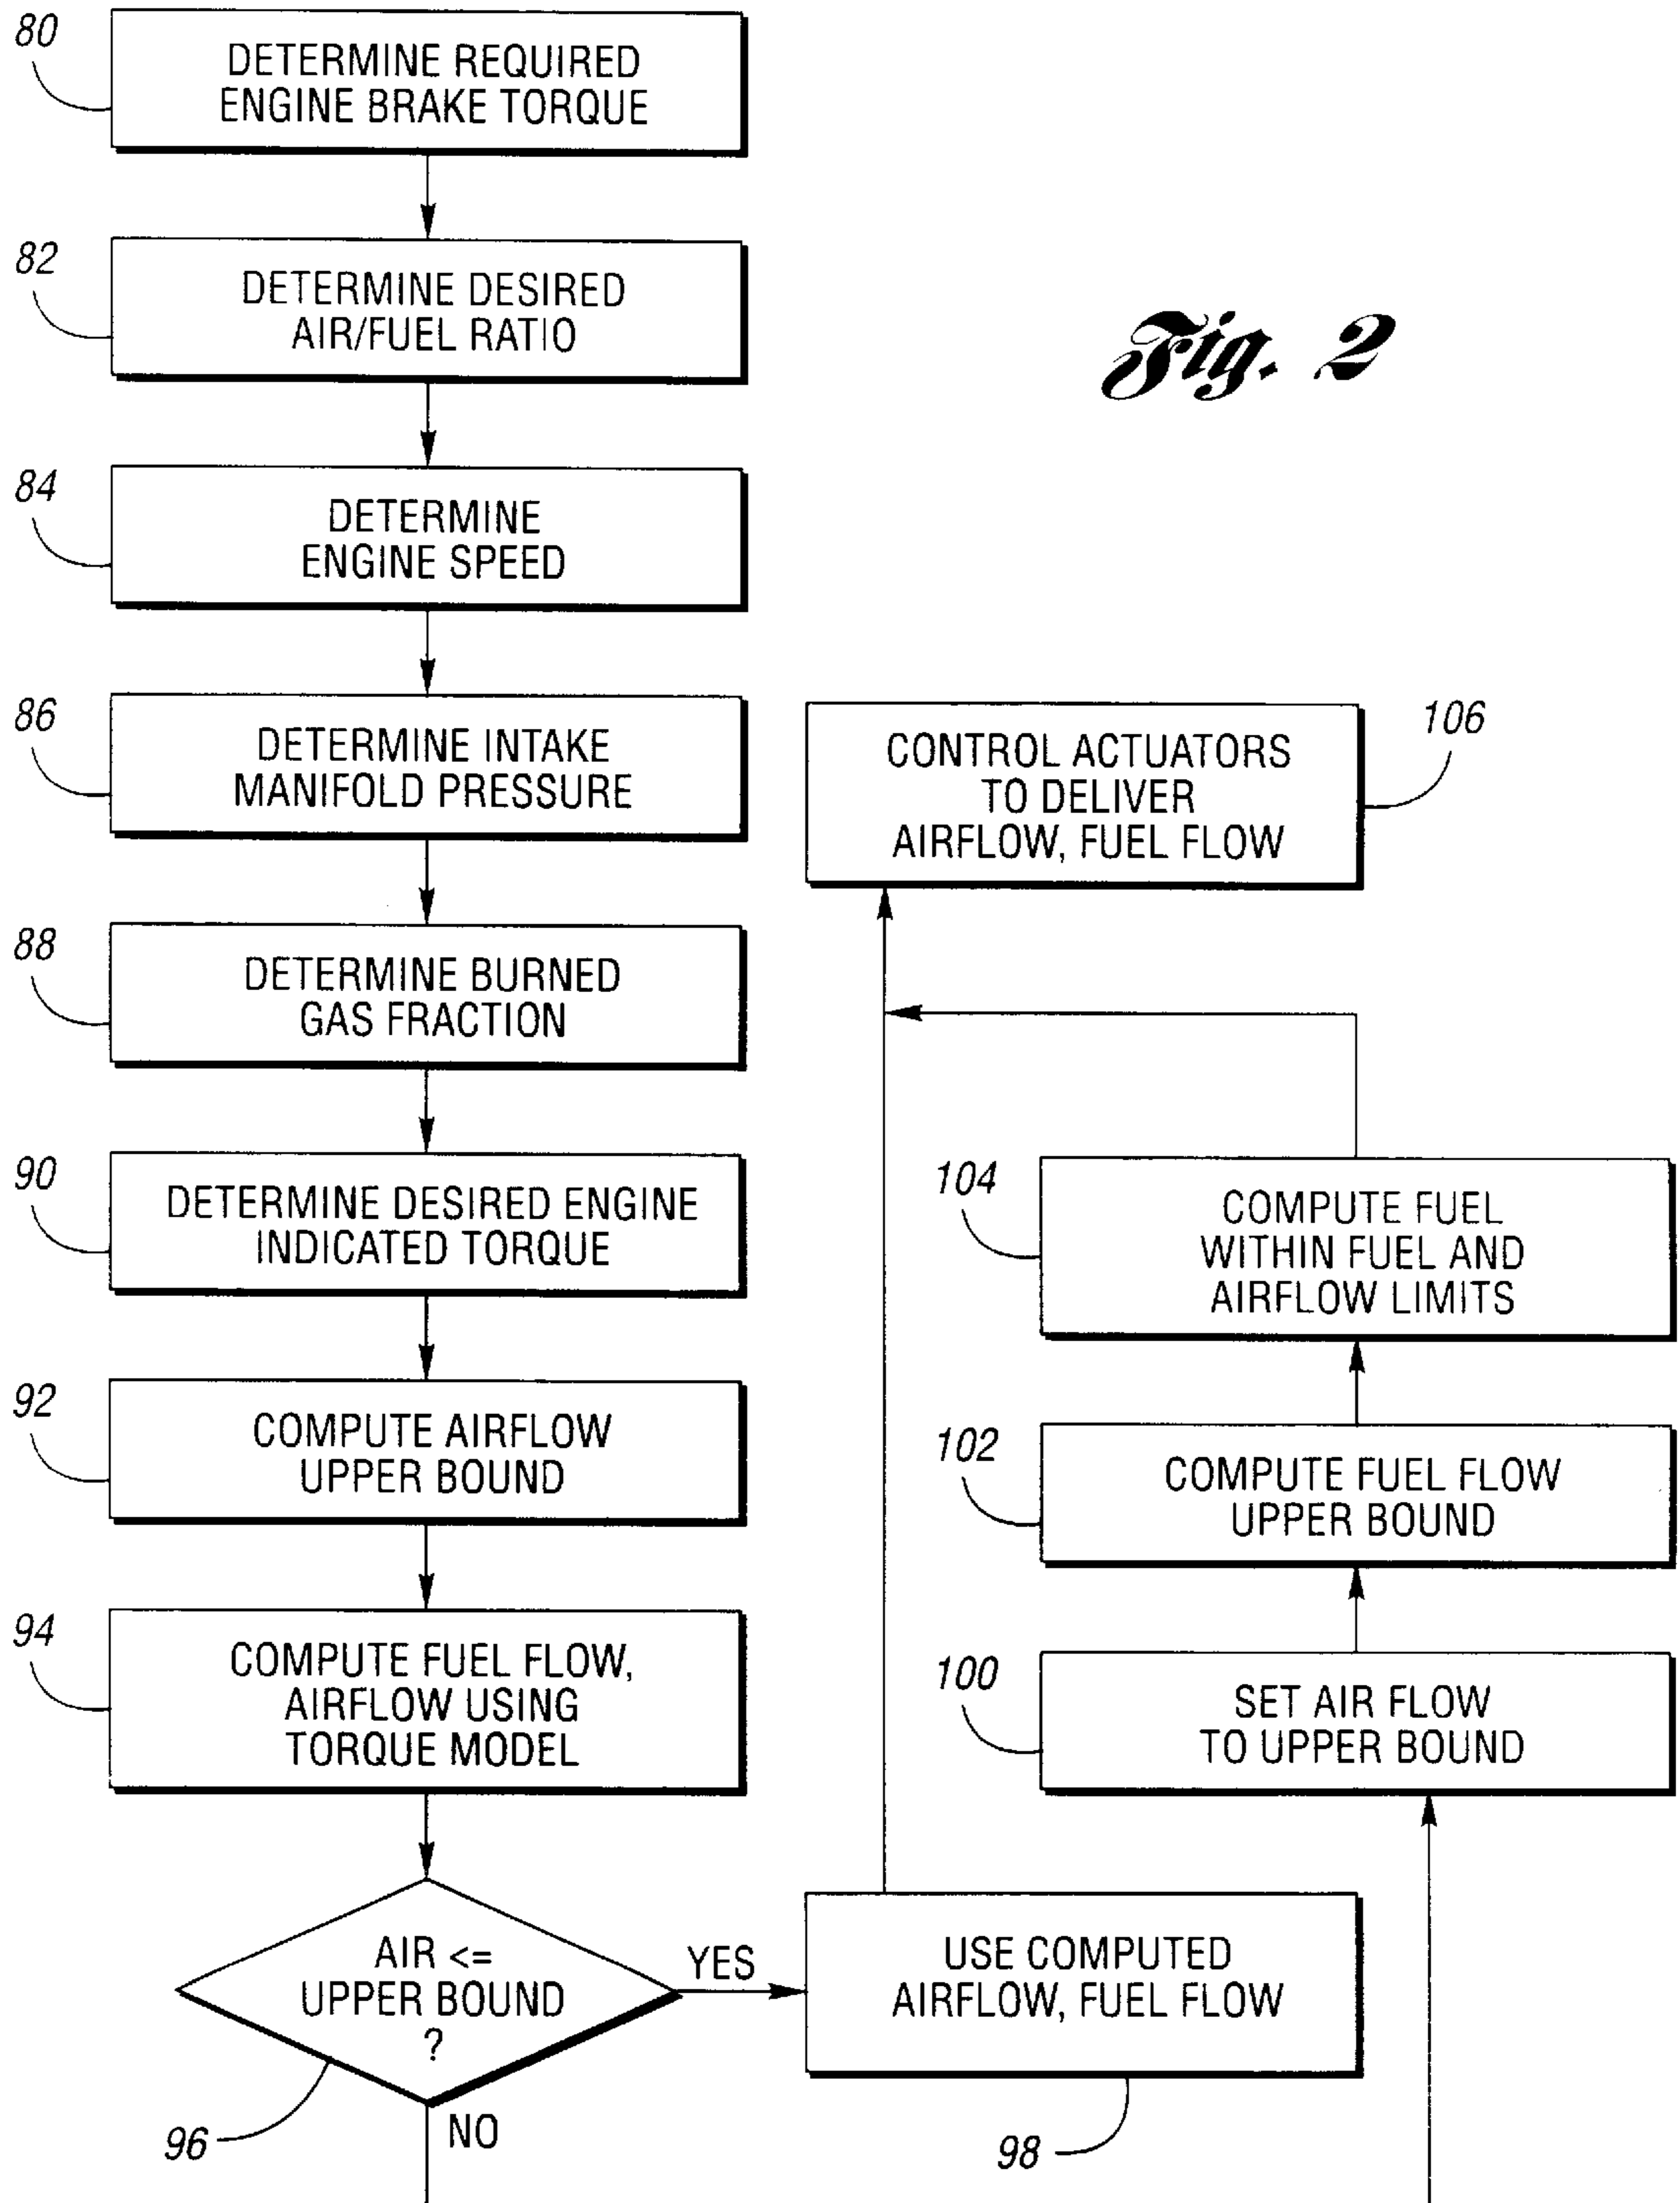 80
DETERMINE REQUIRED
ENGINE BRAKE TORQUE
82
DETERMINE DESIRED
AIR/FUEL RATIO
Fig. 2
84
DETERMINE
ENGINE SPEED
86
DETERMINE INTAKE
MANIFOLD PRESSURE
88
DETERMINE BURNED
GAS FRACTION
90
DETERMINE DESIRED ENGINE
INDICATED TORQUE
92
COMPUTE AIRFLOW
UPPER BOUND
94
COMPUTE FUEL FLOW,
AIRFLOW USING
TORQUE MODEL
AIR <=
UPPER BOUND
?
96
YES
NO
USE COMPUTED
AIRFLOW, FUEL FLOW
98
100
SET AIR FLOW
TO UPPER BOUND
102
COMPUTE FUEL FLOW
UPPER BOUND
104
COMPUTE FUEL
WITHIN FUEL AND
AIRFLOW LIMITS
CONTROL ACTUATORS
TO DELIVER
AIRFLOW, FUEL FLOW
106